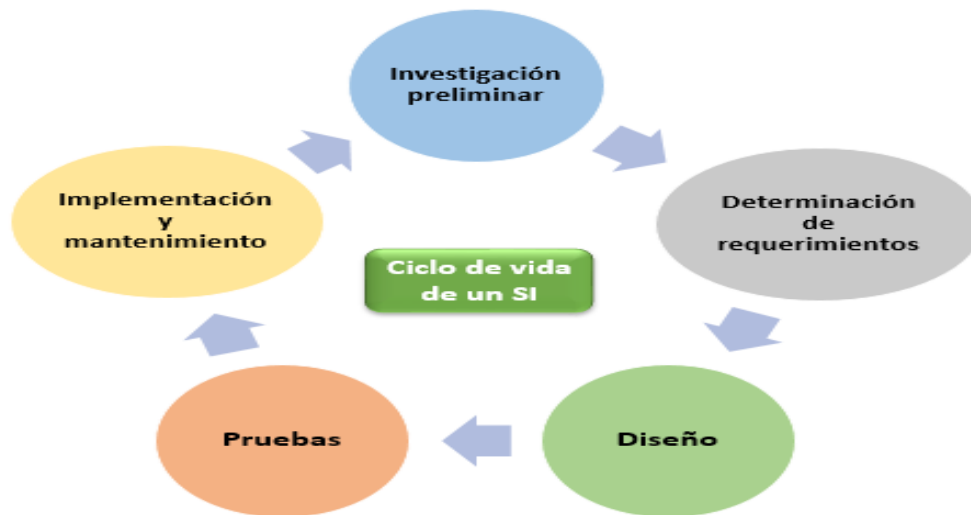 Investigación
preliminar
Determinación
de
requerimientos
Diseño
Pruebas
Implementación
y
mantenimiento
Ciclo de vida
de un SI